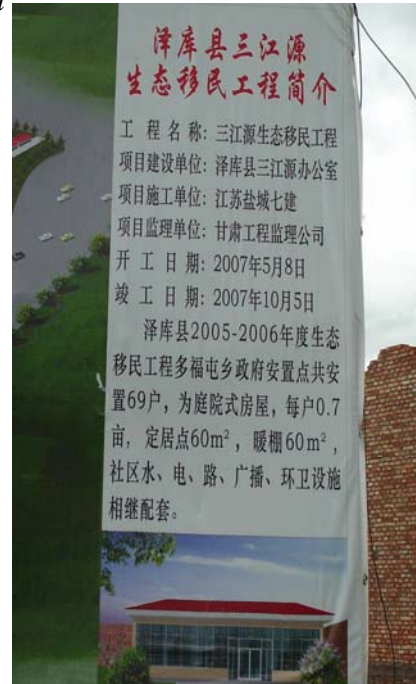 泽库县三江源
生态移民工程简介
工程名称: 三江源生态移民工程
项目建设单位: 泽库县三江源办公室
项目施工单位: 江苏盐城七建
项目监理单位: 甘肃工程监理公司
开工日期: 2007年5月8日
竣工日期: 2007年10月5日
泽库县2005-2006年度生态
移民工程多福屯乡政府安置点共安
置69户，为庭院式房屋，每户0.7
亩，定居点60m²，暖棚60m²，
社区水、电、路、广播、环卫设施
相继配套。